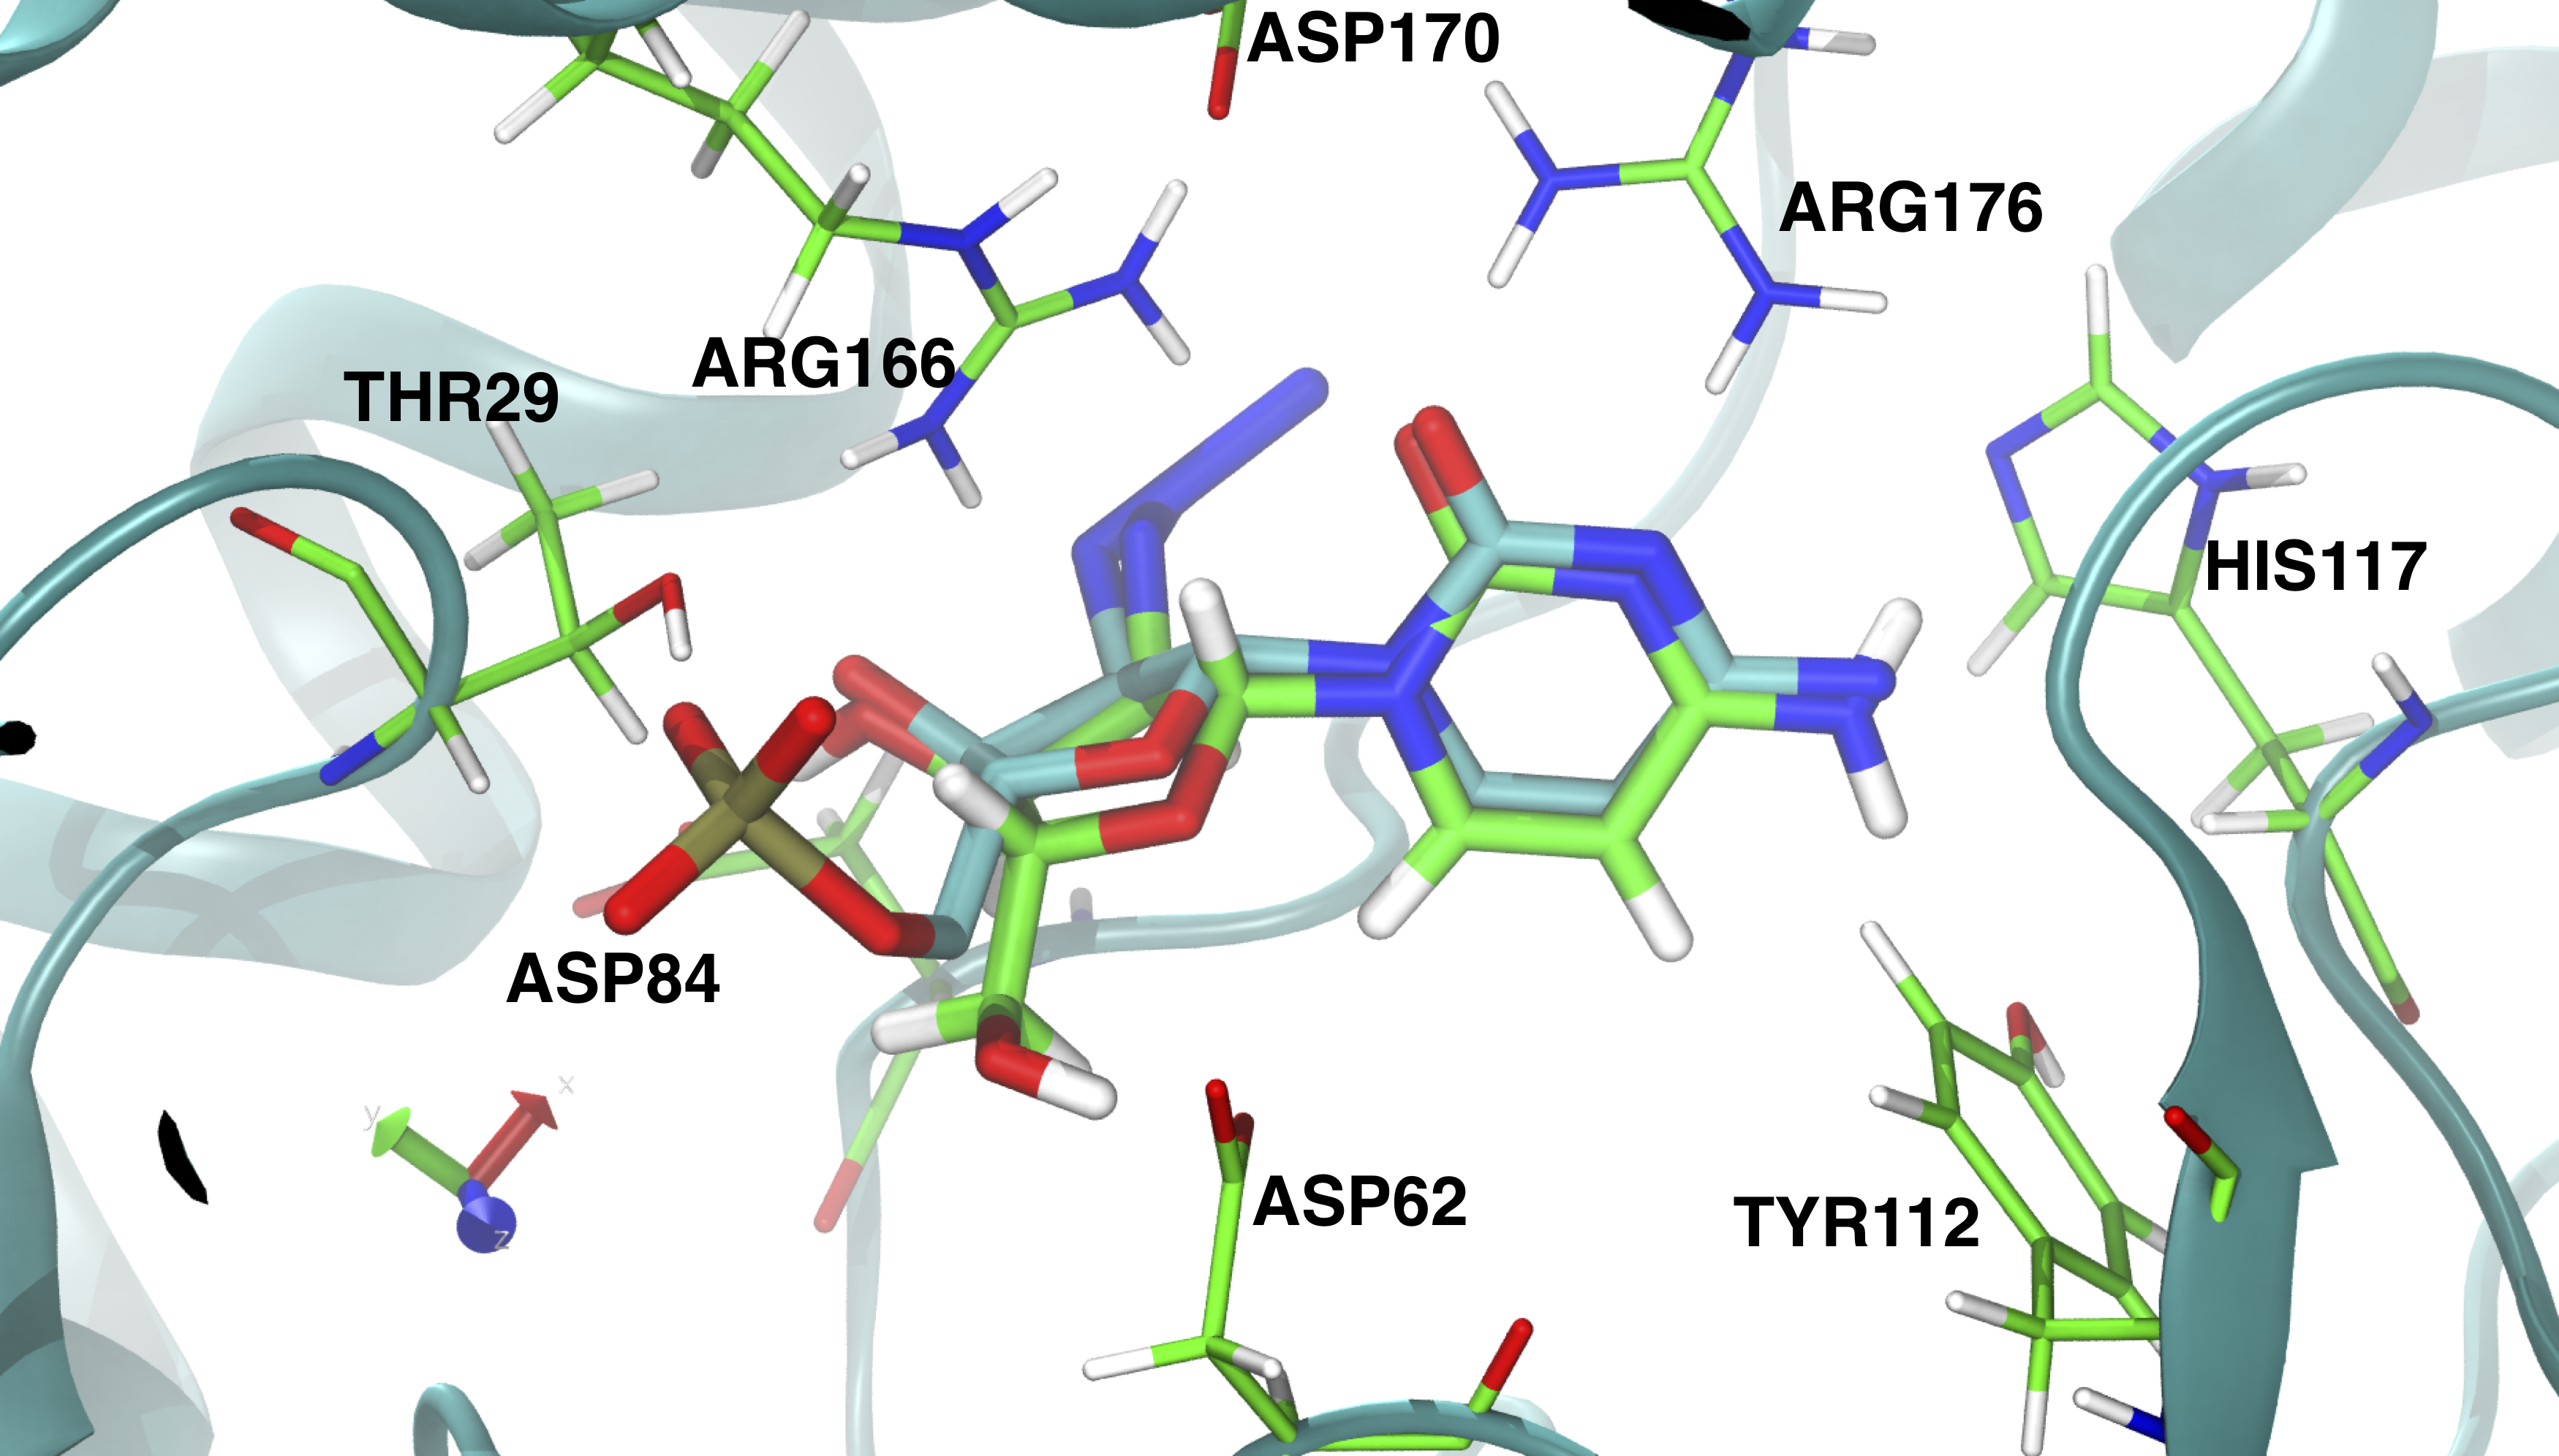 ASP170
ARG176
ARG166
THR29
HIS117
ASP84
x
y
ASP62
TYR112
z